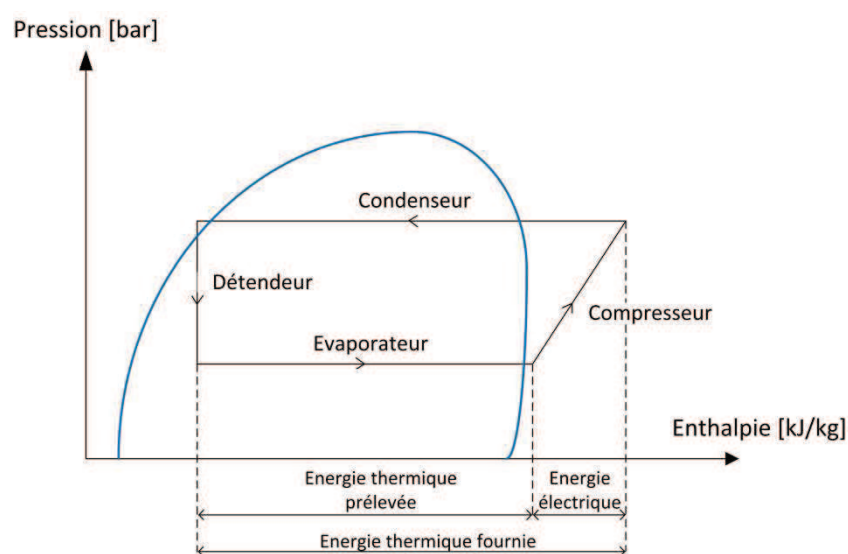 Pression [bar]
Condenseur
Détendeur
Compresseur
Evaporateur
Enthalpie [kJ/kg]
Energie thermique
prélevée
Energie
électrique
Energie thermique fournie